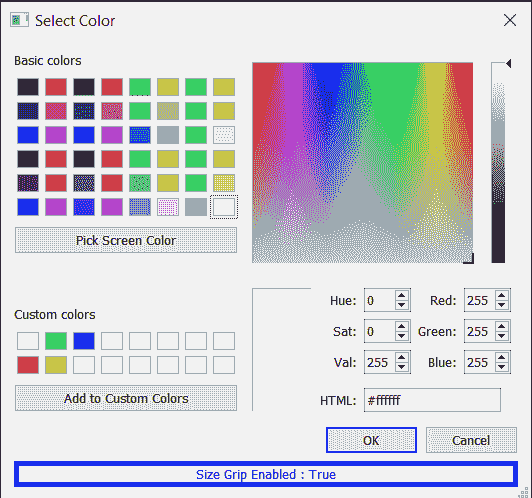 Select Color
Basic colors
Pick Screen Color
Custom colors
Hue: 0 Red: 255
Sat: 0 Green: 255
Val: 255 Blue: 255
Add to Custom Colors
HTML: #ffffff
OK Cancel
Size Grip Enabled : True